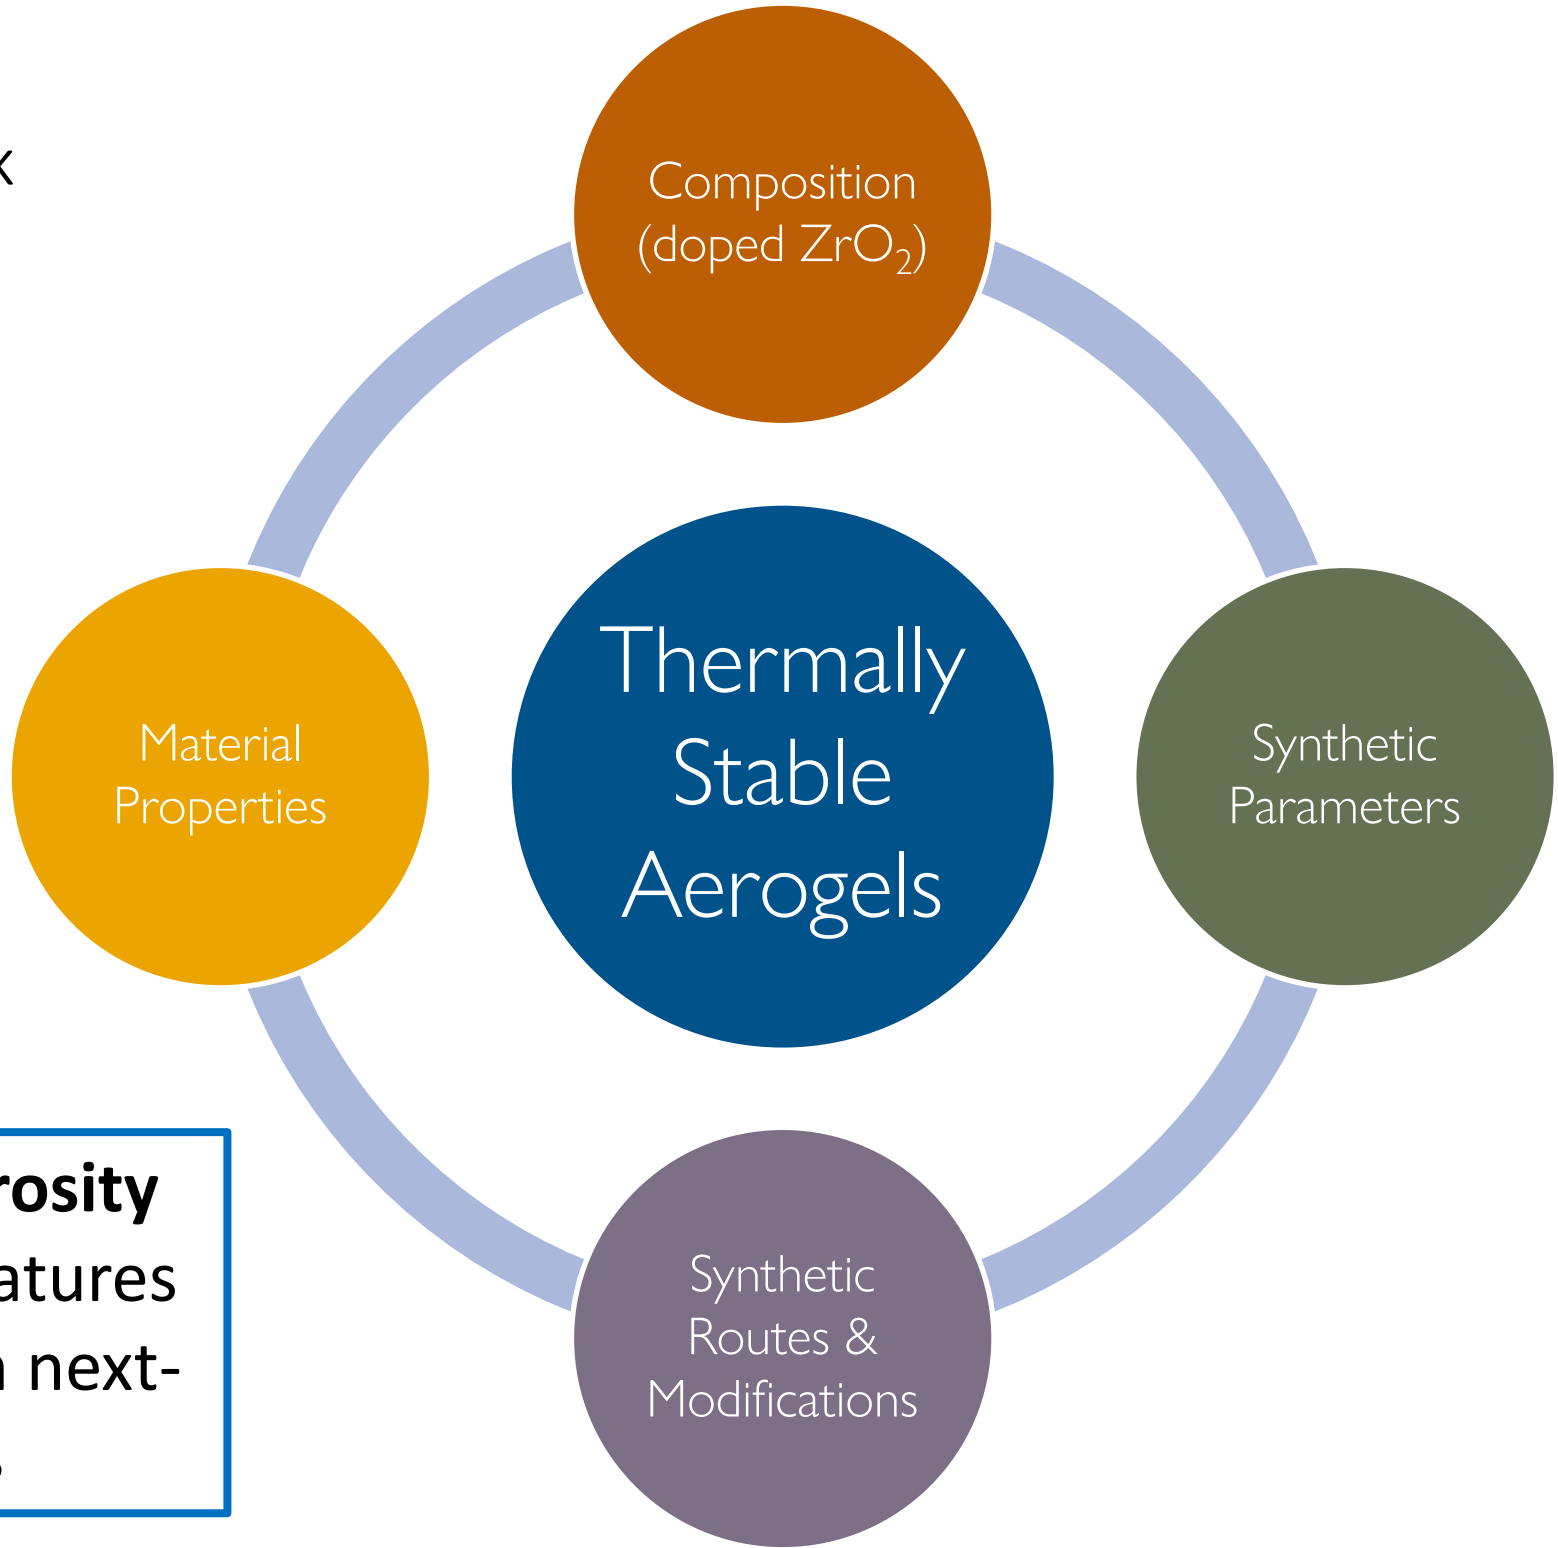 Composition
(doped ZrO₂)
Thermally
Stable
Aerogels
Material
Properties
Synthetic
Parameters
Synthetic
Routes &
Modifications
rosity
atures
next-